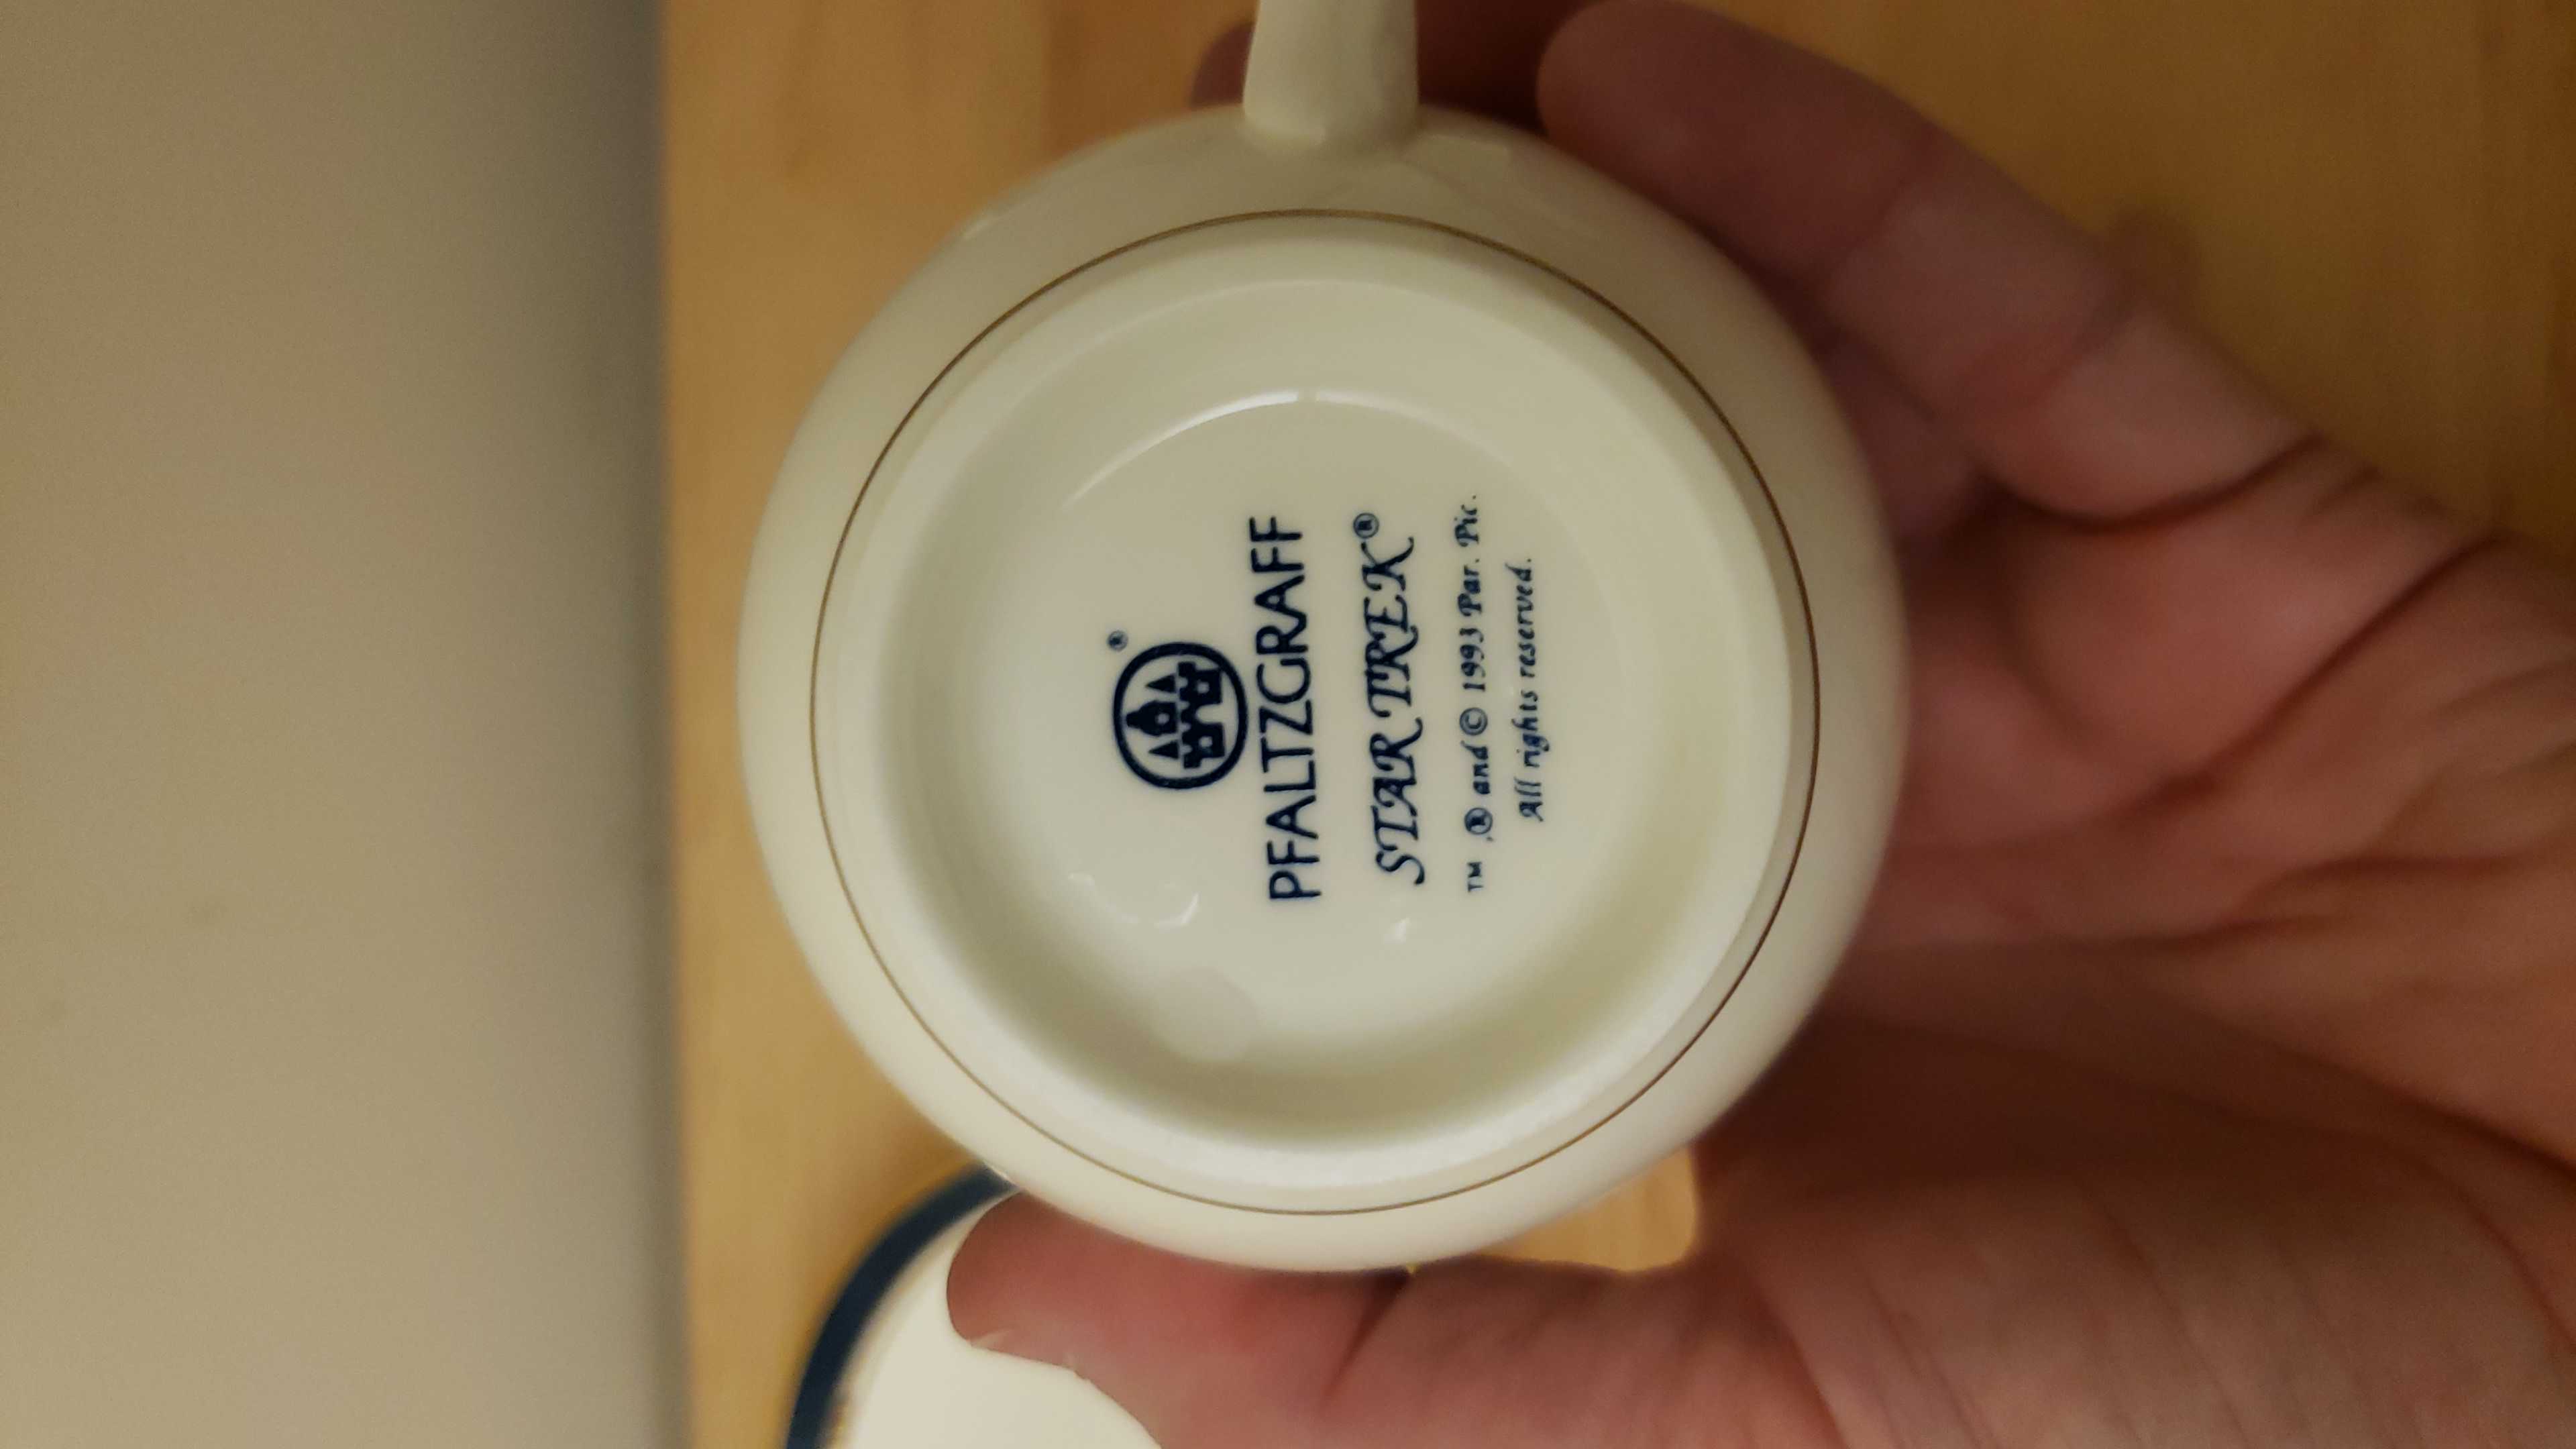 ®
PFALTZGRAFF
STAR TREK®
™,® and © 1993 Par. Pic.
All rights reserved.